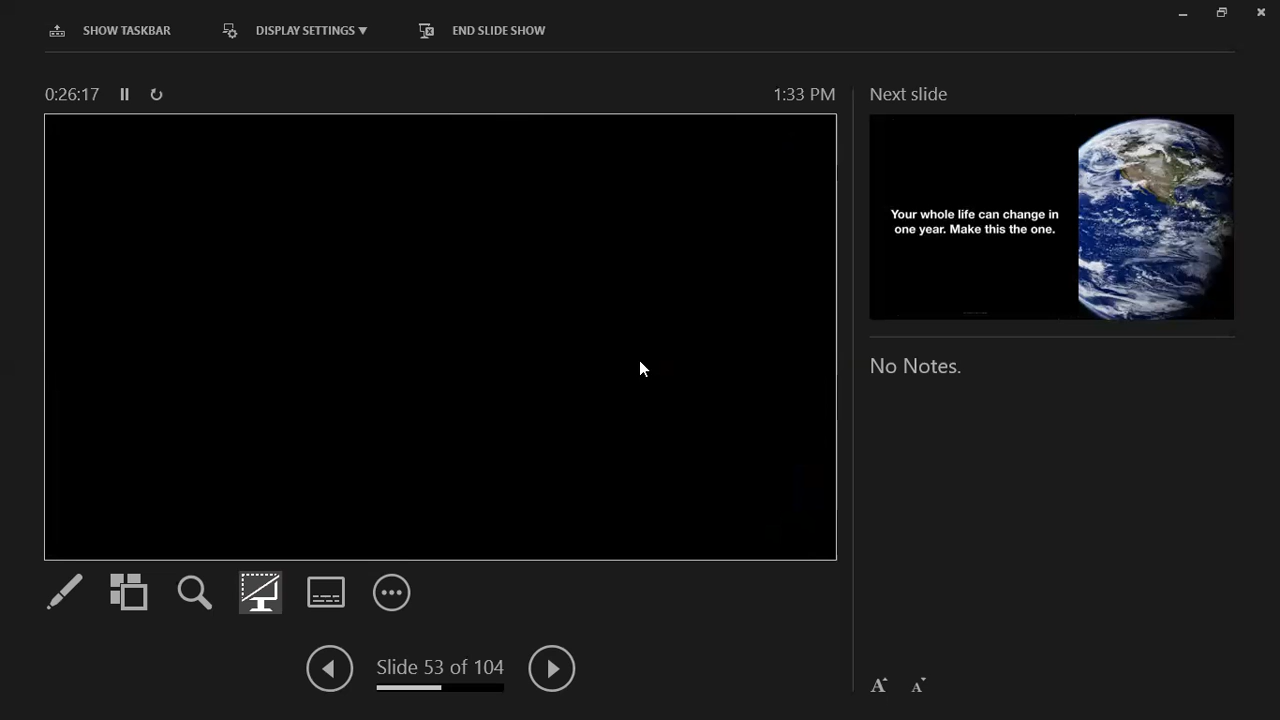 SHOW TASKBAR
DISPLAY SETTINGS ▼
END SLIDE SHOW
0:26:17
1:33 PM
Next slide
Your whole life can change in
one year. Make this the one.
No Notes.
Slide 53 of 104
A
A